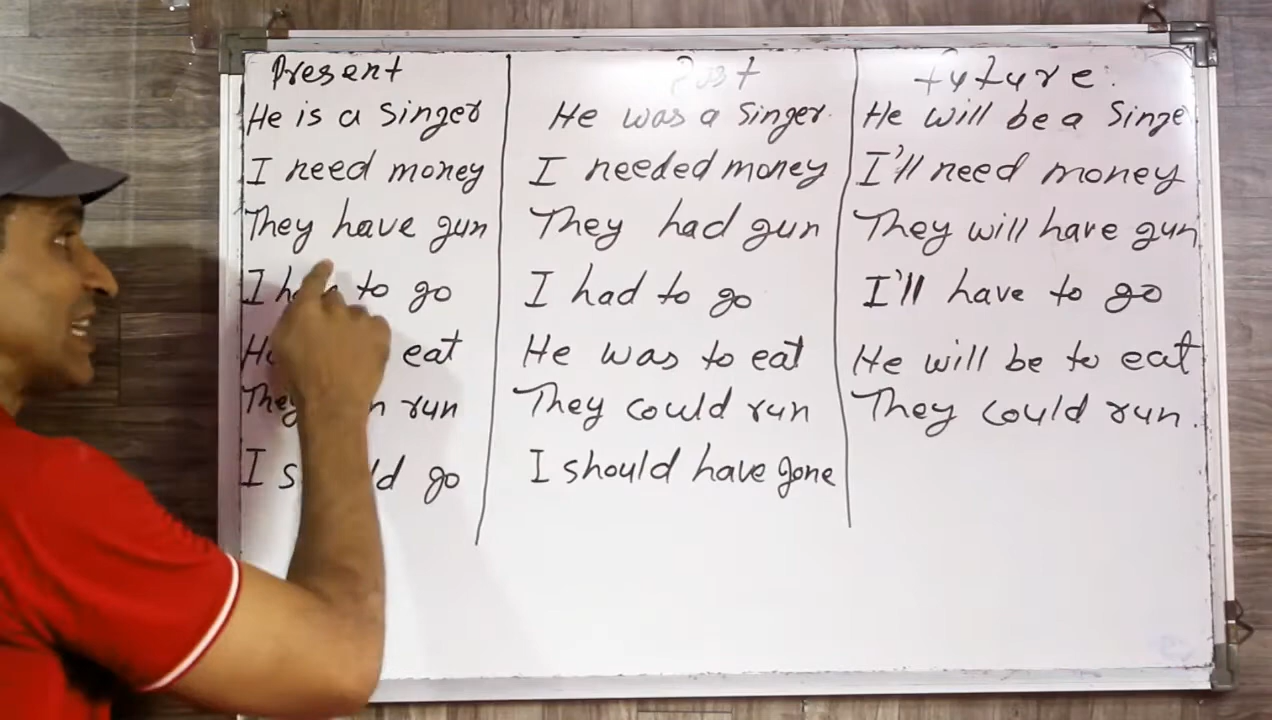 Present Past future:
He is a Singer He was a Singer. He will be a Singe
I need money I needed money I'll need money
They have gun They had gun They will have gun
I to go I had to go I'll have to go
eat He was to eat He will be to eat
run They could run They could run.
I go I should have gone